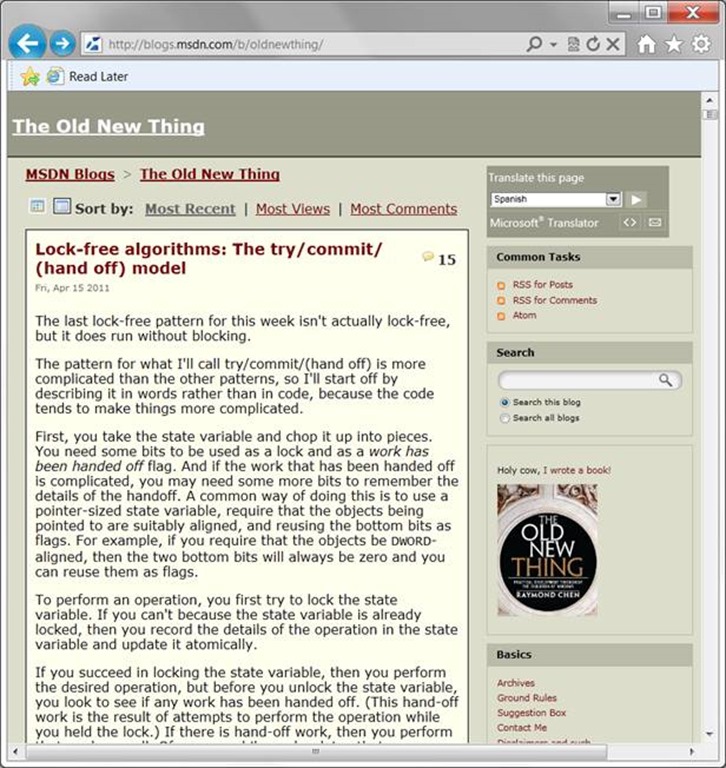 http://blogs.msdn.com/b/oldnewthing/
Read Later
The Old New Thing
MSDN Blogs > The Old New Thing
Sort by: Most Recent | Most Views | Most Comments
Lock-free algorithms: The try/commit/
(hand off) model
15
Fri, Apr 15 2011
The last lock-free pattern for this week isn't actually lock-free,
but it does run without blocking.
The pattern for what I'll call try/commit/(hand off) is more
complicated than the other patterns, so I'll start off by
describing it in words rather than in code, because the code
tends to make things more complicated.
First, you take the state variable and chop it up into pieces.
You need some bits to be used as a lock and as a work has
been handed off flag. And if the work that has been handed off
is complicated, you may need some more bits to remember the
details of the handoff. A common way of doing this is to use a
pointer-sized state variable, require that the objects being
pointed to are suitably aligned, and reusing the bottom bits as
flags. For example, if you require that the objects be DWORD-
aligned, then the two bottom bits will always be zero and you
can reuse them as flags.
To perform an operation, you first try to lock the state
variable. If you can't because the state variable is already
locked, then you record the details of the operation in the state
variable and update it atomically.
If you succeed in locking the state variable, then you perform
the desired operation, but before you unlock the state variable,
you look to see if any work has been handed off. (This hand-off
work is the result of attempts to perform the operation while
you held the lock.) If there is hand-off work, then you perform
Translate this page
Spanish
Microsoft® Translator
Common Tasks
RSS for Posts
RSS for Comments
Atom
Search
Search this blog
Search all blogs
Holy cow, I wrote a book!
THE
OLD
NEW
THING
RAYMOND CHEN
Basics
Archives
Ground Rules
Suggestion Box
Contact Me
Disclaimers and such